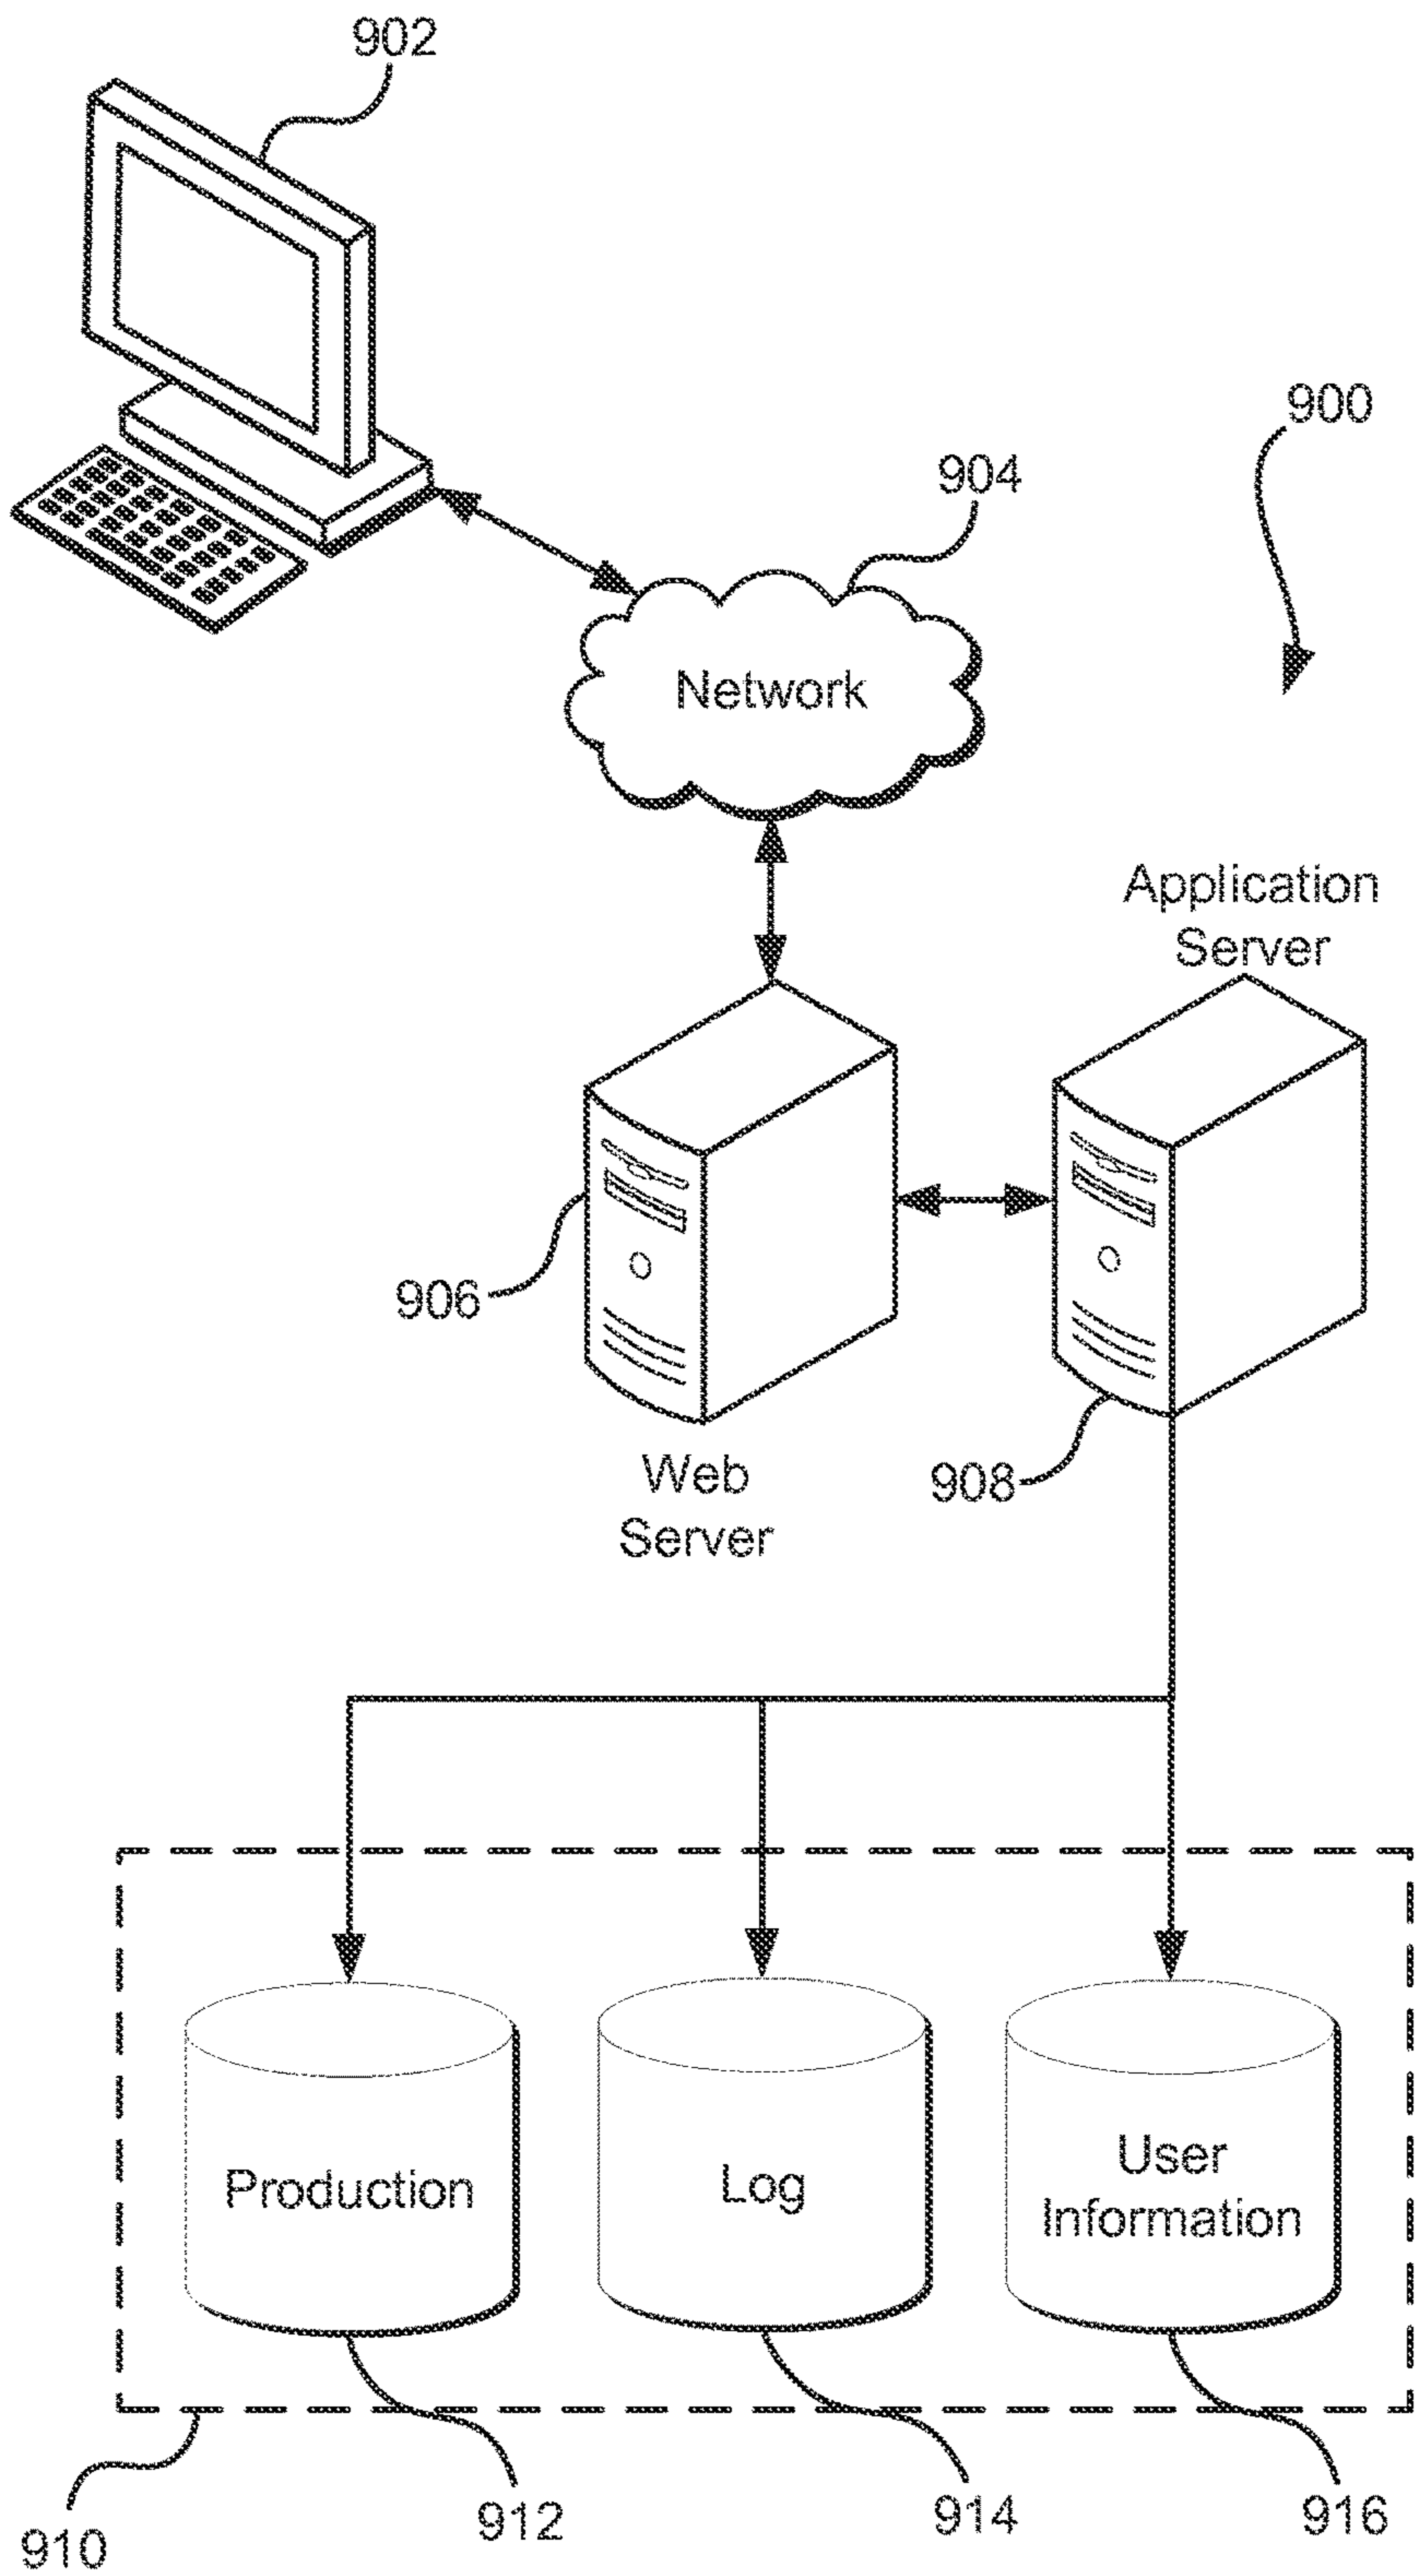 902
900
904
Network
Application
Server
906
908
Web
Server
Production
Log
User
Information
910
912
914
916